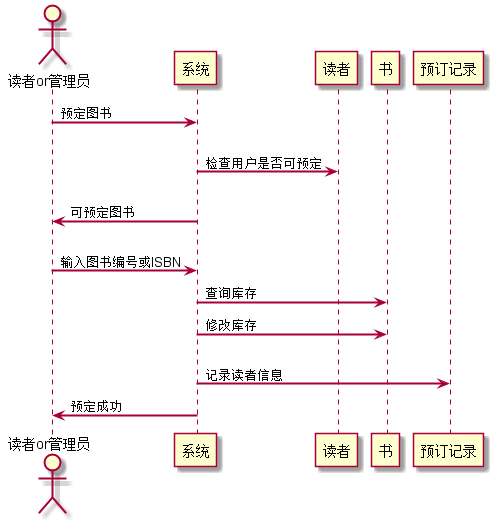 读者or管理员
系统
读者
书
预订记录
预定图书
检查用户是否可预定
可预定图书
输入图书编号或ISBN
查询库存
修改库存
记录读者信息
预定成功
读者or管理员
系统
读者
书
预订记录